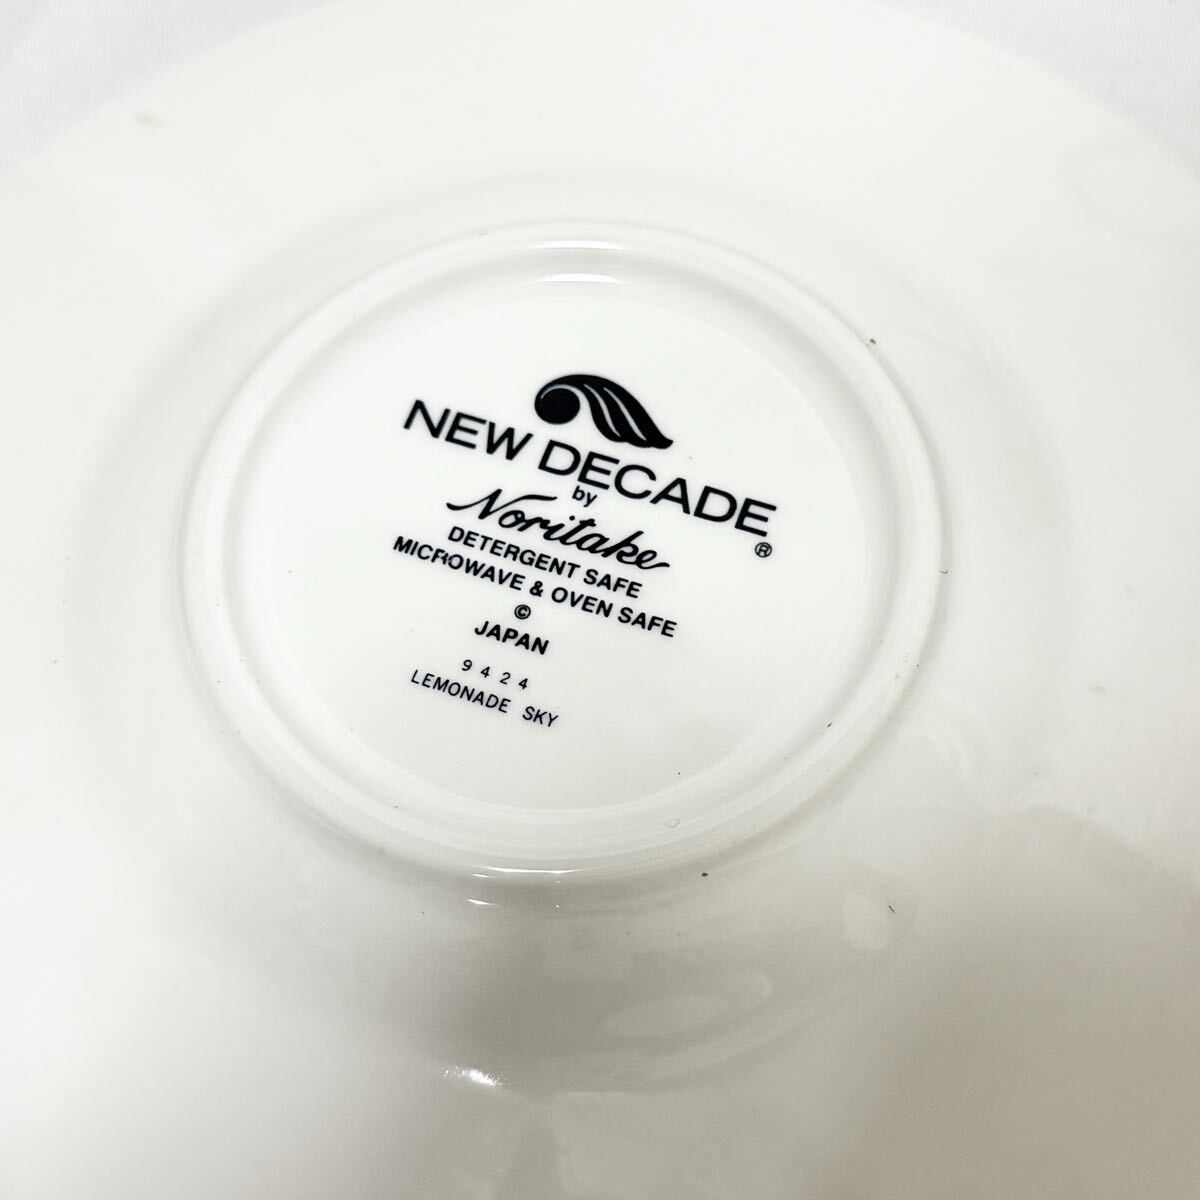 NEW DECADE
®
by
Noritake
DETERGENT SAFE
MICROWAVE & OVEN SAFE
©
JAPAN
9424
LEMONADE SKY